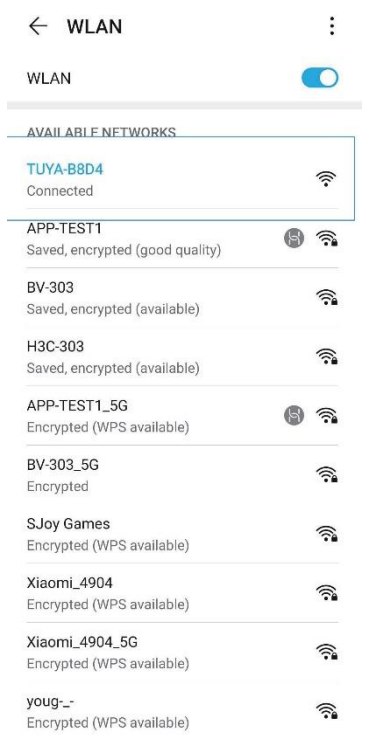 WLAN
WLAN
AVAILABLE NETWORKS
TUYA-B8D4
Connected
APP-TEST1
Saved, encrypted (good quality)
BV-303
Saved, encrypted (available)
H3C-303
Saved, encrypted (available)
APP-TEST1_5G
Encrypted (WPS available)
BV-303_5G
Encrypted
SJoy Games
Encrypted (WPS available)
Xiaomi_4904
Encrypted (WPS available)
Xiaomi_4904_5G
Encrypted (WPS available)
youg-_-
Encrypted (WPS available)